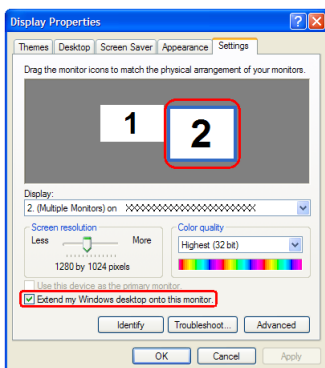 Display Properties
Themes Desktop Screen Saver Appearance Settings
Drag the monitor icons to match the physical arrangement of your monitors.
1 2
Display:
2. (Multiple Monitors) on XXXXXXXXXXXXXXXXXXXXXX
Screen resolution
Less More
1280 by 1024 pixels
Color quality
Highest (32 bit)
Use this device as the primary monitor.
Extend my Windows desktop onto this monitor.
Identify Troubleshoot... Advanced
OK Cancel Apply